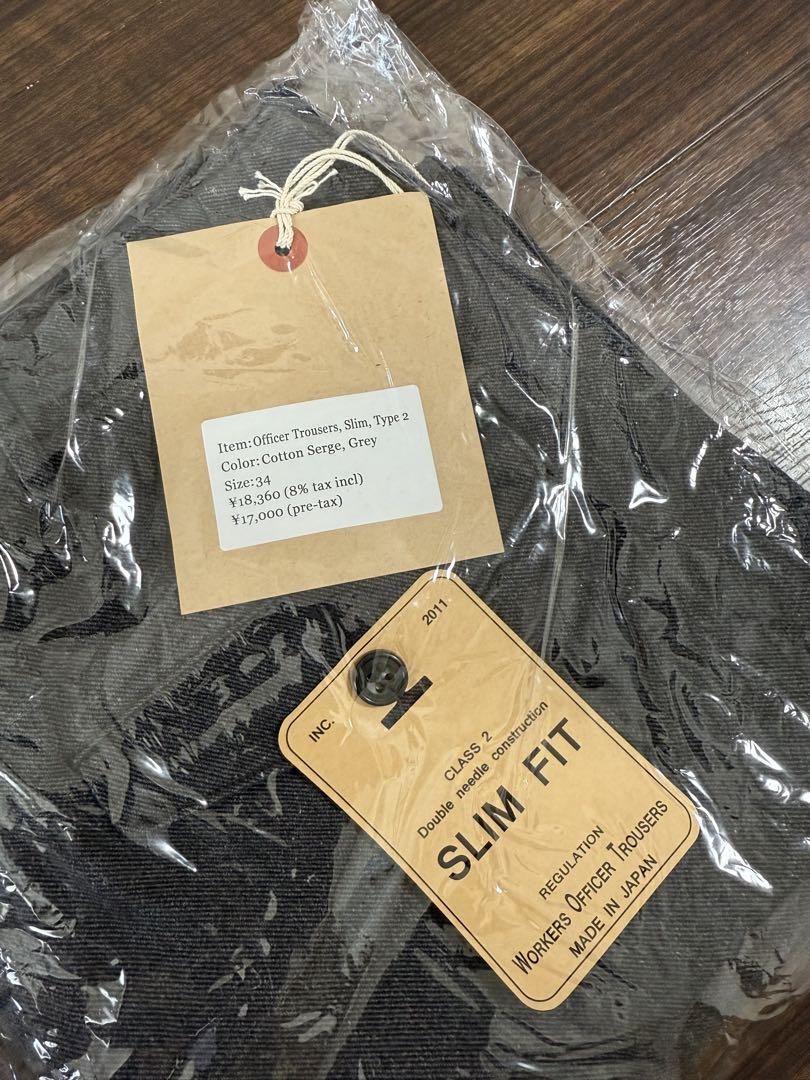 Item: Officer Trousers, Slim, Type 2
Color: Cotton Serge, Grey
Size: 34
¥18,360 (8% tax incl)
¥17,000 (pre-tax)
INC. 2011
CLASS 2
Double needle construction
SLIM FIT
REGULATION
WORKERS OFFICER TROUSERS
MADE IN JAPAN